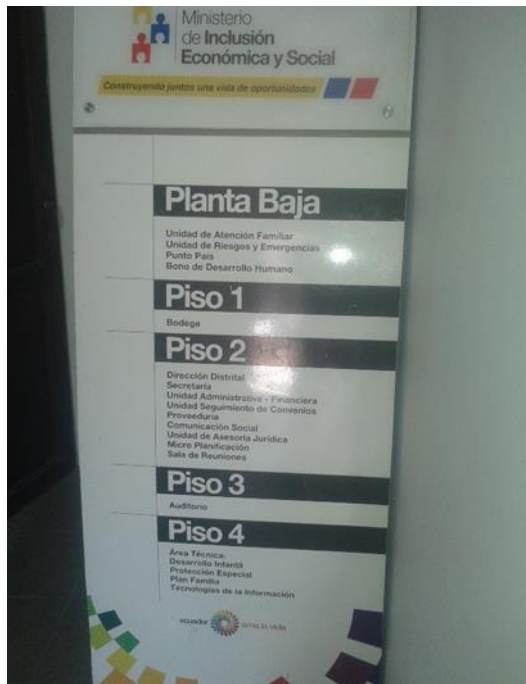 Ministerio
de Inclusión
Económica y Social
Construyendo juntos una vida de oportunidades
Planta Baja
Unidad de Atención Familiar
Unidad de Riesgos y Emergencias
Punto País
Bono de Desarrollo Humano
Piso 1
Bodega
Piso 2
Dirección Distrital
Secretaría
Unidad Administrativa - Financiera
Unidad Seguimiento de Convenios
Proveeduría
Comunicación Social
Unidad de Asesoría Jurídica
Micro Planificación
Sala de Reuniones
Piso 3
Auditorio
Piso 4
Área Técnica:
Desarrollo Infantil
Protección Especial
Plan Familia
Tecnologías de la Información
ecuador ama la vida